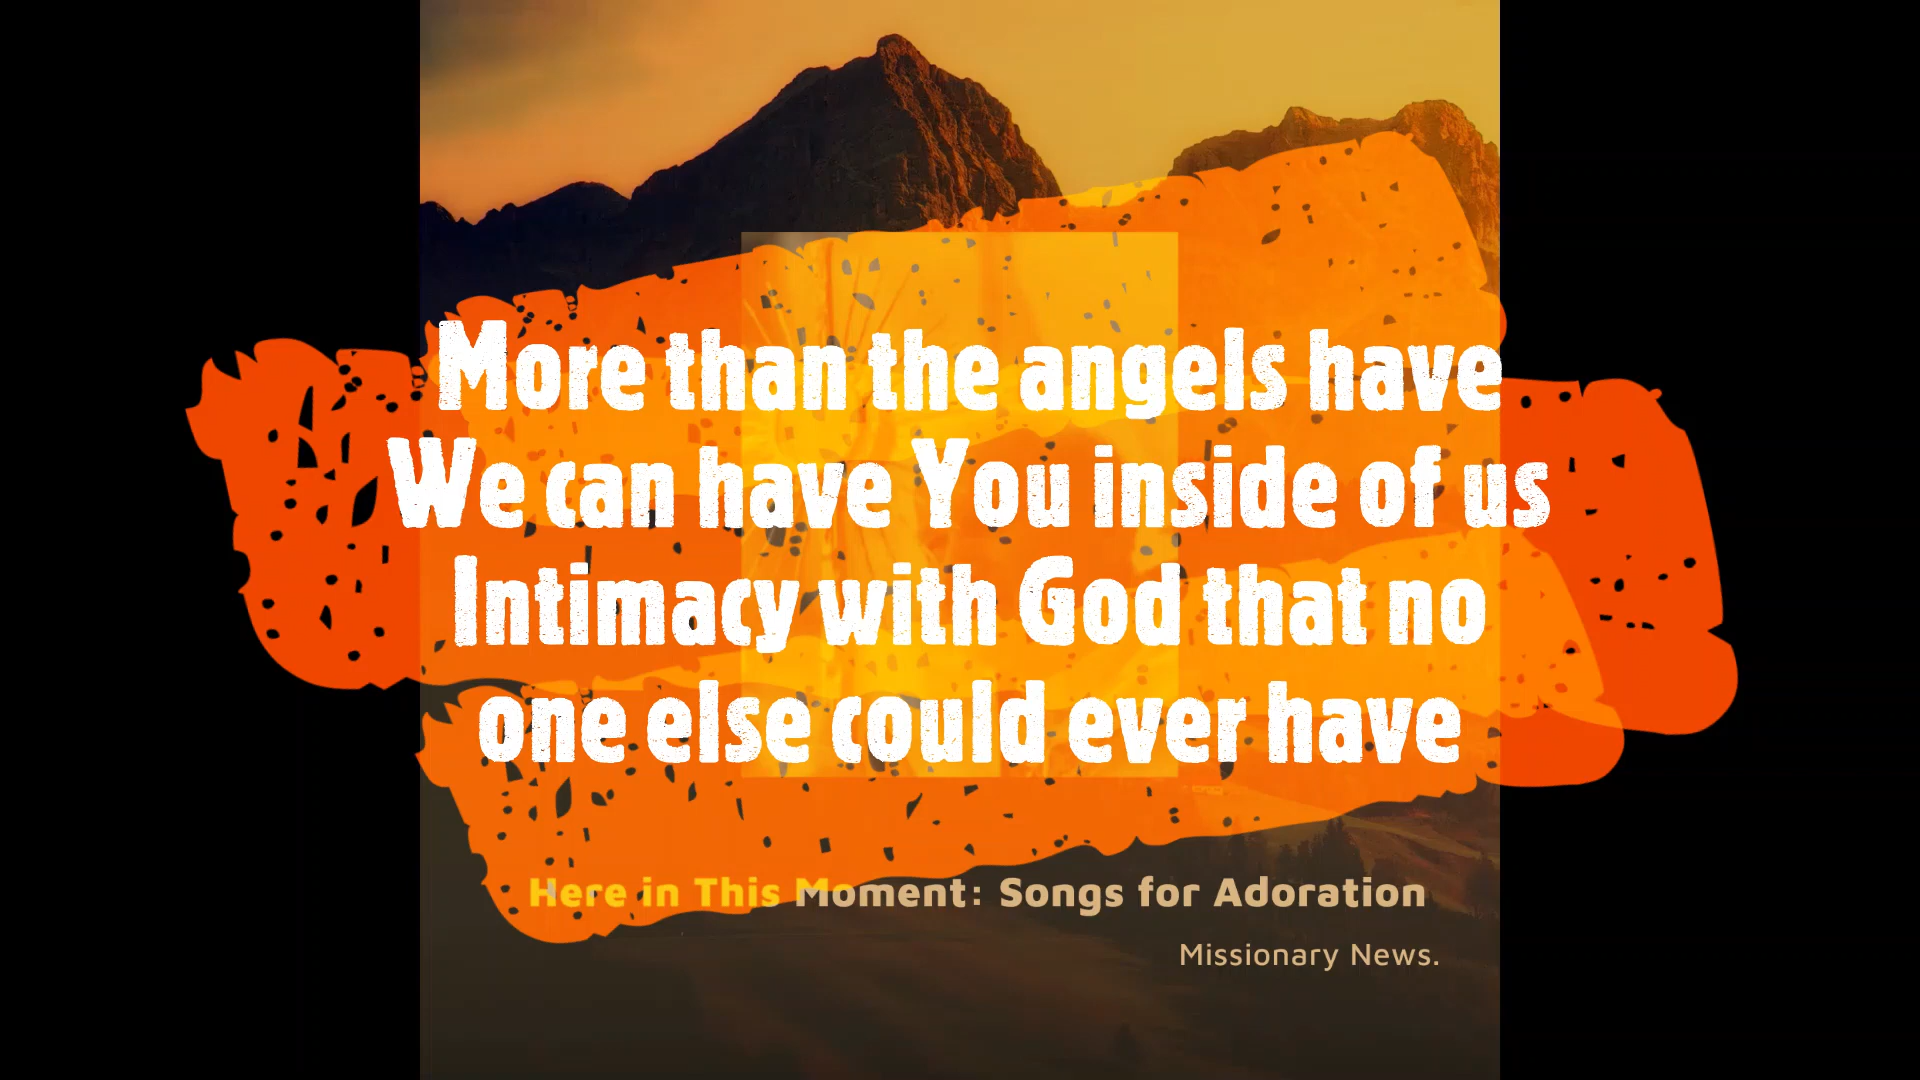 More than the angels have
We can have You inside of us
Intimacy with God that no
one else could ever have
Here in This Moment: Songs for Adoration
Missionary News.